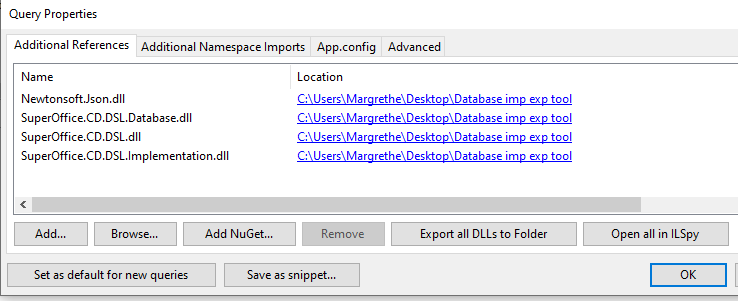 Query Properties
Additional References Additional Namespace Imports App.config Advanced
Name Location
Newtonsoft.Json.dll C:\Users\Margrethe\Desktop\Database imp exp tool
SuperOffice.CD.DSL.Database.dll C:\Users\Margrethe\Desktop\Database imp exp tool
SuperOffice.CD.DSL.dll C:\Users\Margrethe\Desktop\Database imp exp tool
SuperOffice.CD.DSL.Implementation.dll C:\Users\Margrethe\Desktop\Database imp exp tool
Add... Browse... Add NuGet... Remove Export all DLLs to Folder Open all in ILSpy
Set as default for new queries Save as snippet... OK